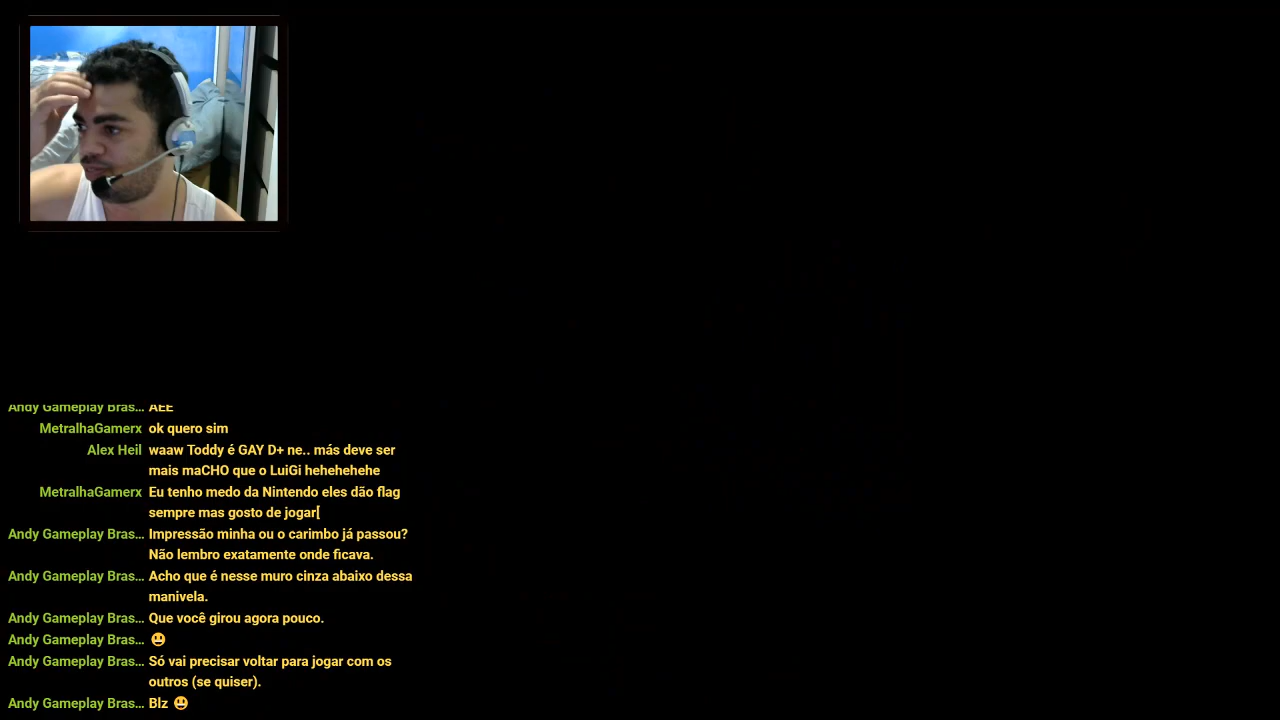 Andy Gameplay Bras... AEE
MetralhaGamerx ok quero sim
Alex Heil waaw Toddy é GAY D+ ne.. más deve ser
mais maCHO que o LuiGi hehehehehe
MetralhaGamerx Eu tenho medo da Nintendo eles dão flag
sempre mas gosto de jogar[
Andy Gameplay Bras... Impressão minha ou o carimbo já passou?
Não lembro exatamente onde ficava.
Andy Gameplay Bras... Acho que é nesse muro cinza abaixo dessa
manivela.
Andy Gameplay Bras... Que você girou agora pouco.
Andy Gameplay Bras... 😃
Andy Gameplay Bras... Só vai precisar voltar para jogar com os
outros (se quiser).
Andy Gameplay Bras... Blz 😃